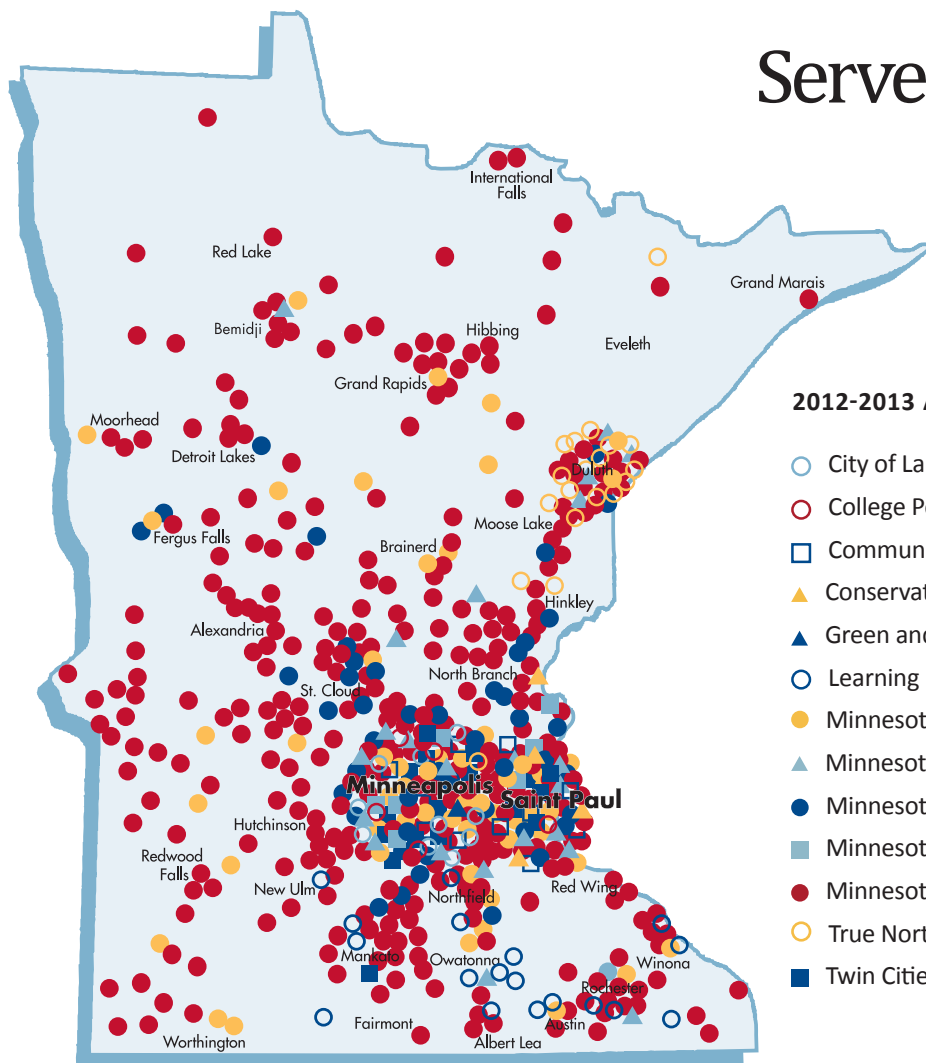 Serve
International
Falls
Red Lake
Grand Marais
Bemidji
Hibbing
Eveleth
Grand Rapids
Moorhead
Detroit Lakes
Duluth
Moose Lake
Fergus Falls
Brainerd
Hinkley
Alexandria
North Branch
St. Cloud
Minneapolis
Saint Paul
Hutchinson
Redwood
Falls
New Ulm
Northfield
Red Wing
Mankato
Owatonna
Winona
Rochester
Fairmont
Austin
Albert Lea
Worthington
2012-2013 A
City of La
College Po
Commun
Conservat
Green and
Learning
Minnesot
Minnesot
Minnesot
Minnesot
Minnesot
True Nort
Twin Citie